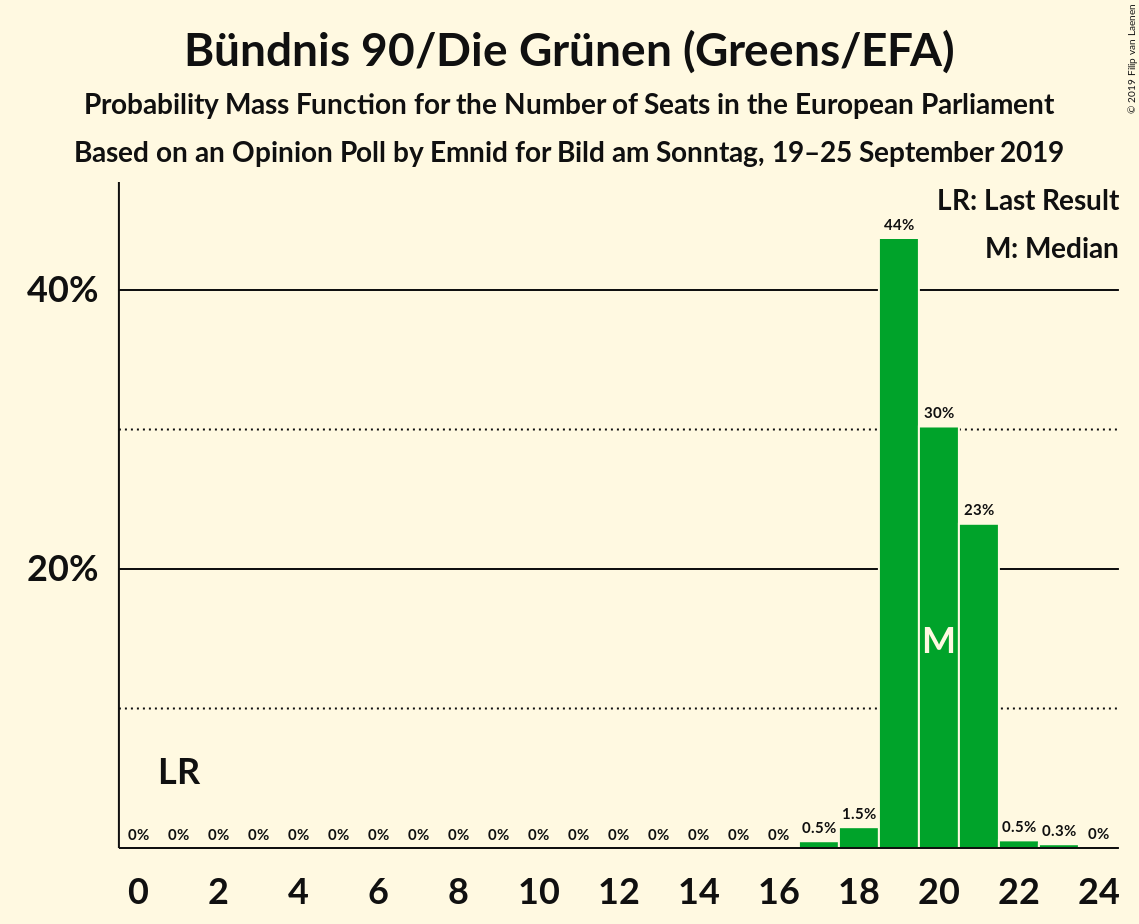 Bündnis 90/Die Grünen (Greens/EFA)
Probability Mass Function for the Number of Seats in the European Parliament
Based on an Opinion Poll by Emnid for Bild am Sonntag, 19–25 September 2019
© 2019 Filip van Laenen
LR: Last Result
M: Median
44%
40%
30%
23%
20%
M
LR
0% 0% 0% 0% 0% 0% 0% 0% 0% 0% 0% 0% 0% 0% 0% 0% 0% 0.5% 1.5% 0.5% 0.3% 0%
0 2 4 6 8 10 12 14 16 18 20 22 24